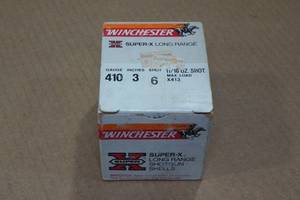 WINCHESTER
X SUPER-X LONG RANGE
GAUGE INCHES SHOT 11/16 oz. SHOT
410 3 6 MAX LOAD
X413
WINCHESTER
SUPER-X
SUPER X LONG RANGE
SHOTGUN
SHELLS